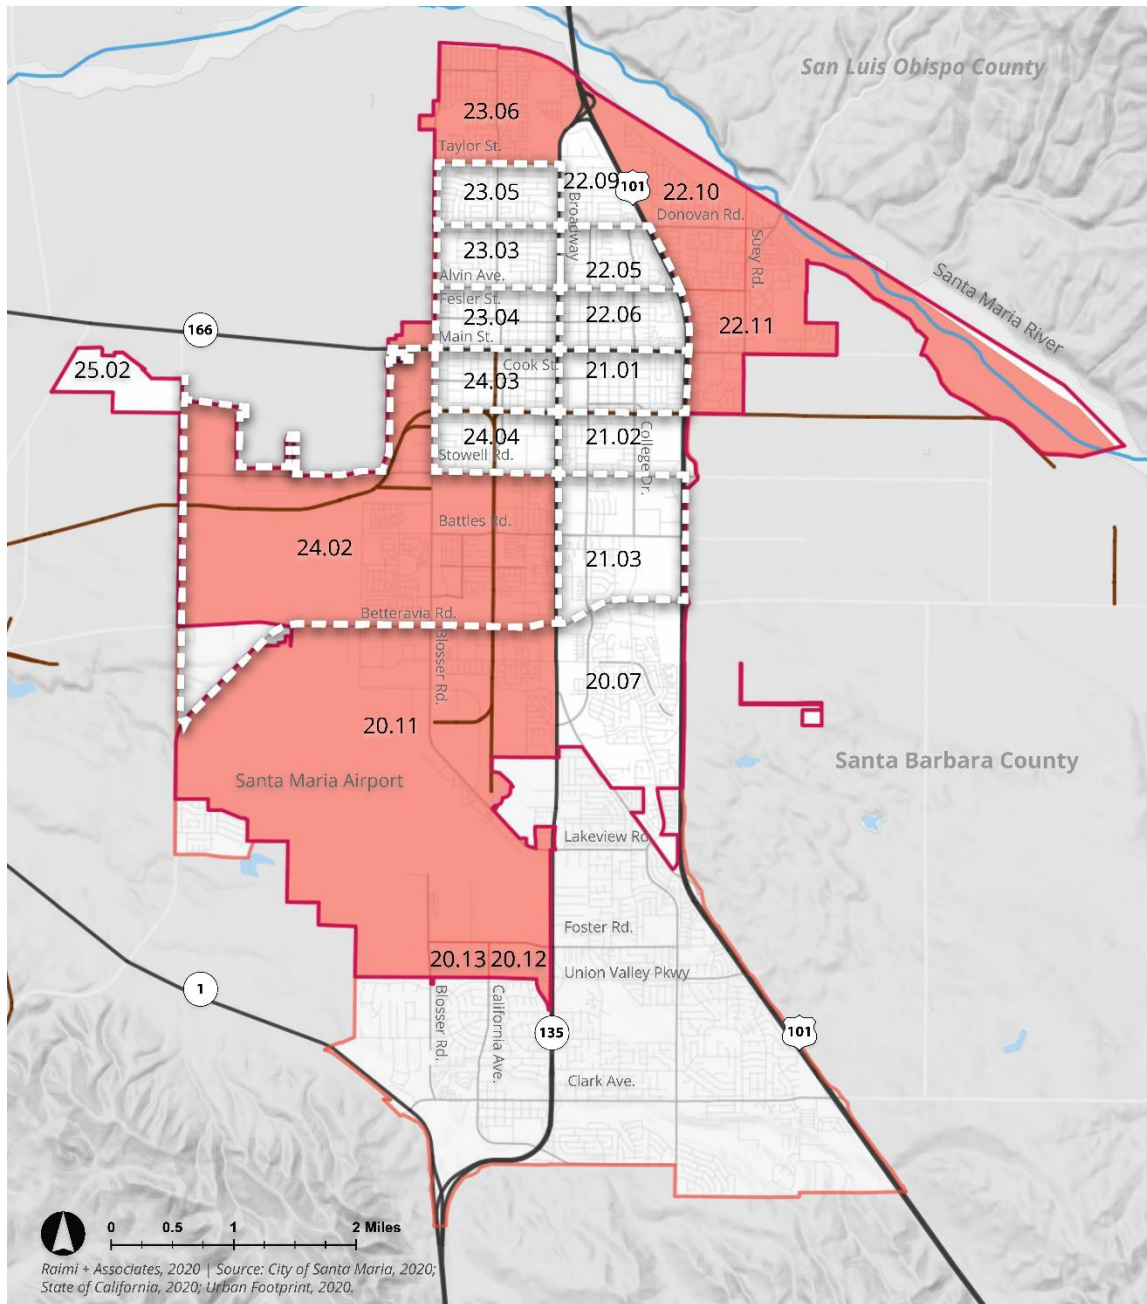 San Luis Obispo County
23.06
Taylor St.
23.05
22.09
101
22.10
Donovan Rd.
Broadway
Suey Rd.
23.03
Alvin Ave.
22.05
Santa Maria River
Fesler St.
23.04
22.06
22.11
166
Main St.
25.02
Cook St.
24.03
21.01
24.04
21.02
College Dr.
Stowell Rd.
Battles Rd.
24.02
21.03
Betteravia Rd.
Blosser Rd.
20.07
20.11
Santa Maria Airport
Santa Barbara County
Lakeview Rd
Foster Rd.
20.13
20.12
Union Valley Pkwy
1
Blosser Rd.
California Ave.
135
101
Clark Ave.
0 0.5 1 2 Miles
Raimi + Associates, 2020 | Source: City of Santa Maria, 2020;
State of California, 2020; Urban Footprint, 2020.